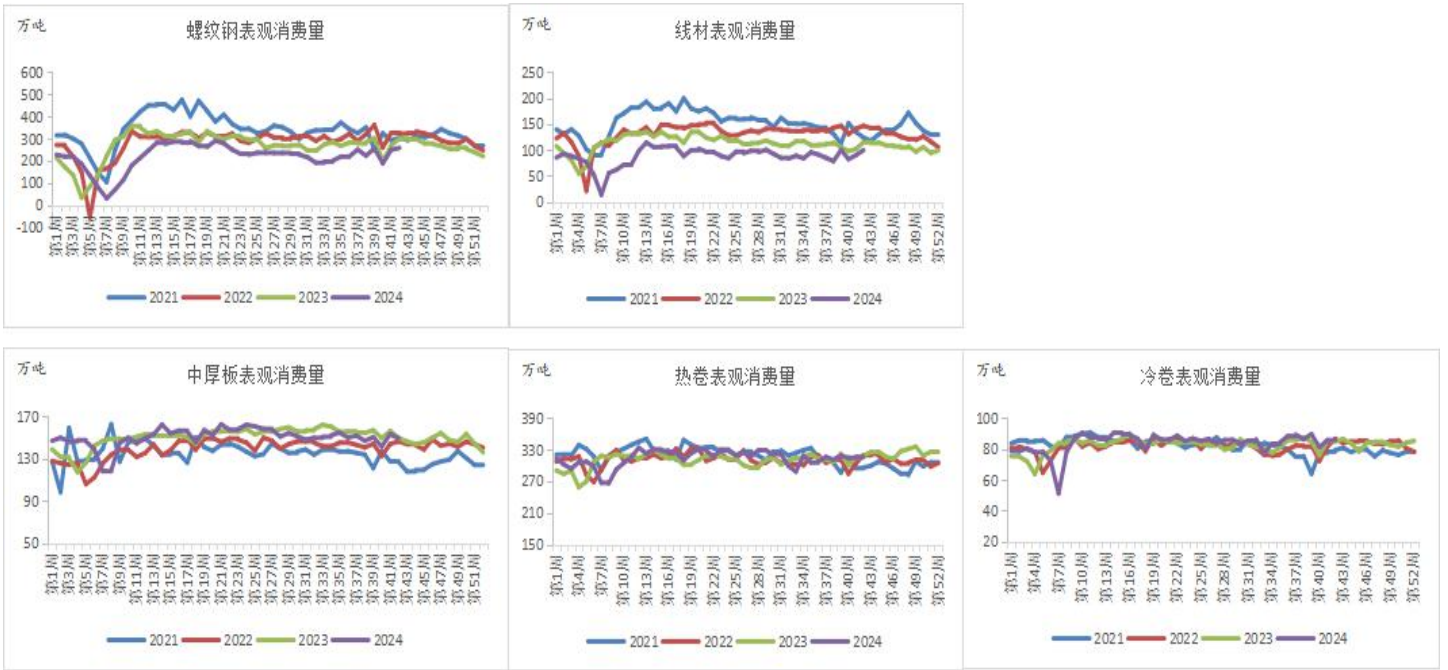 万吨
螺纹钢表观消费量
600
500
400
300
200
100
0
-100
第1周
第3周
第5周
第7周
第9周
第11周
第13周
第15周
第17周
第19周
第21周
第23周
第25周
第27周
第29周
第31周
第33周
第35周
第37周
第39周
第41周
第43周
第45周
第47周
第49周
第51周
2021 2022 2023 2024
万吨
线材表观消费量
250
200
150
100
50
0
第1周
第4周
第7周
第10周
第13周
第16周
第19周
第22周
第25周
第28周
第31周
第34周
第37周
第40周
第43周
第46周
第49周
第52周
2021 2022 2023 2024
万吨
中厚板表观消费量
170
130
90
50
第1周
第3周
第5周
第7周
第9周
第11周
第13周
第15周
第17周
第19周
第21周
第23周
第25周
第27周
第29周
第31周
第33周
第35周
第37周
第39周
第41周
第43周
第45周
第47周
第49周
第51周
2021 2022 2023 2024
万吨
热卷表观消费量
390
330
270
210
150
第1周
第4周
第7周
第10周
第13周
第16周
第19周
第22周
第25周
第28周
第31周
第34周
第37周
第40周
第43周
第46周
第49周
第52周
2021 2022 2023 2024
万吨
冷卷表观消费量
100
80
60
40
20
第1周
第4周
第7周
第10周
第13周
第16周
第19周
第22周
第25周
第28周
第31周
第34周
第37周
第40周
第43周
第46周
第49周
第52周
2021 2022 2023 2024